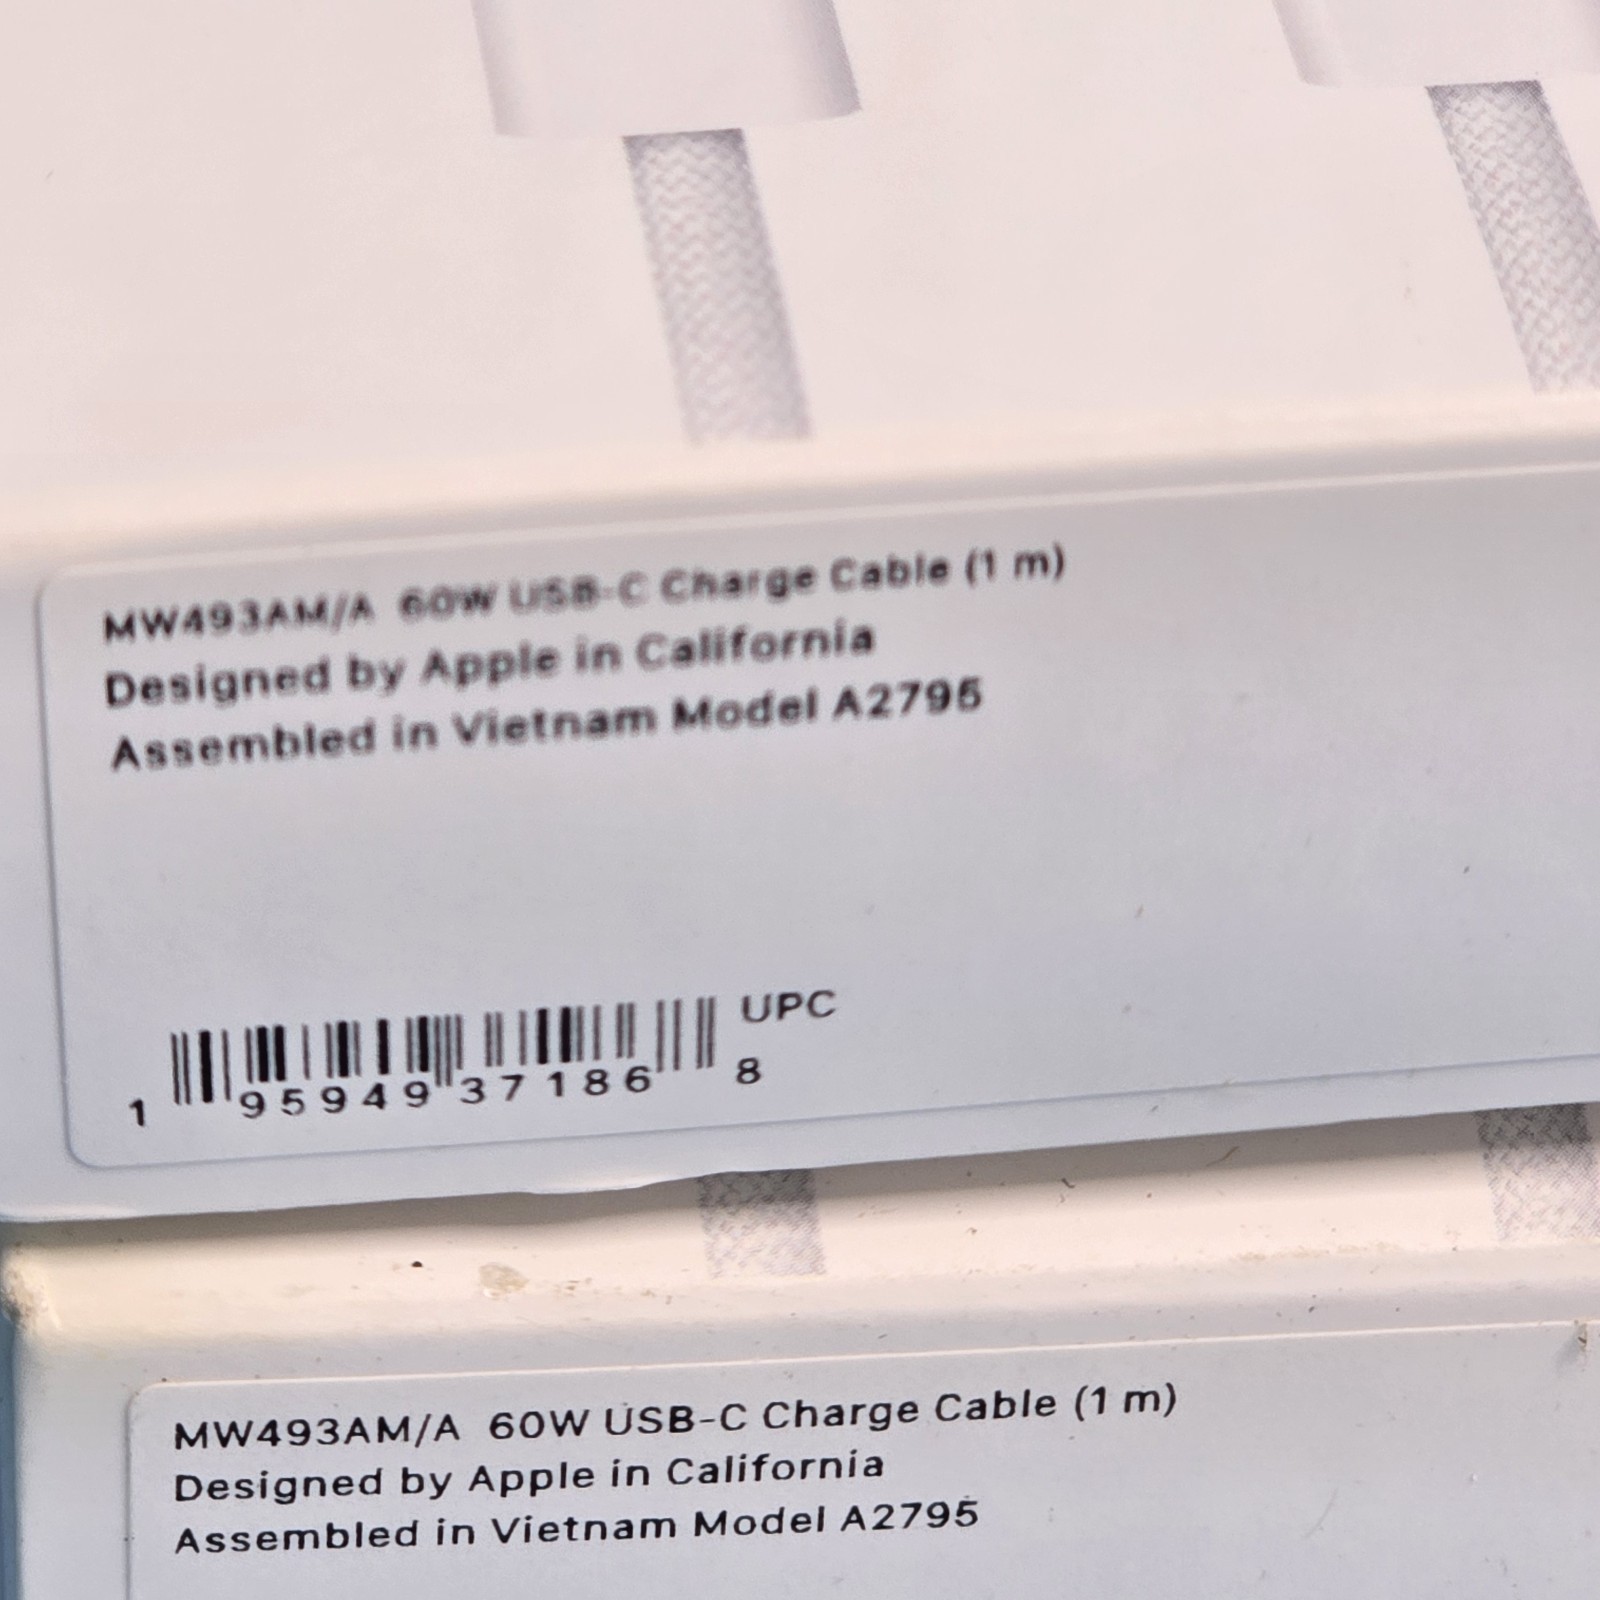 MW493AM/A 60W USB-C Charge Cable (1 m)
Designed by Apple in California
Assembled in Vietnam Model A2795
UPC
1 95949 37186 8
MW493AM/A 60W USB-C Charge Cable (1 m)
Designed by Apple in California
Assembled in Vietnam Model A2795